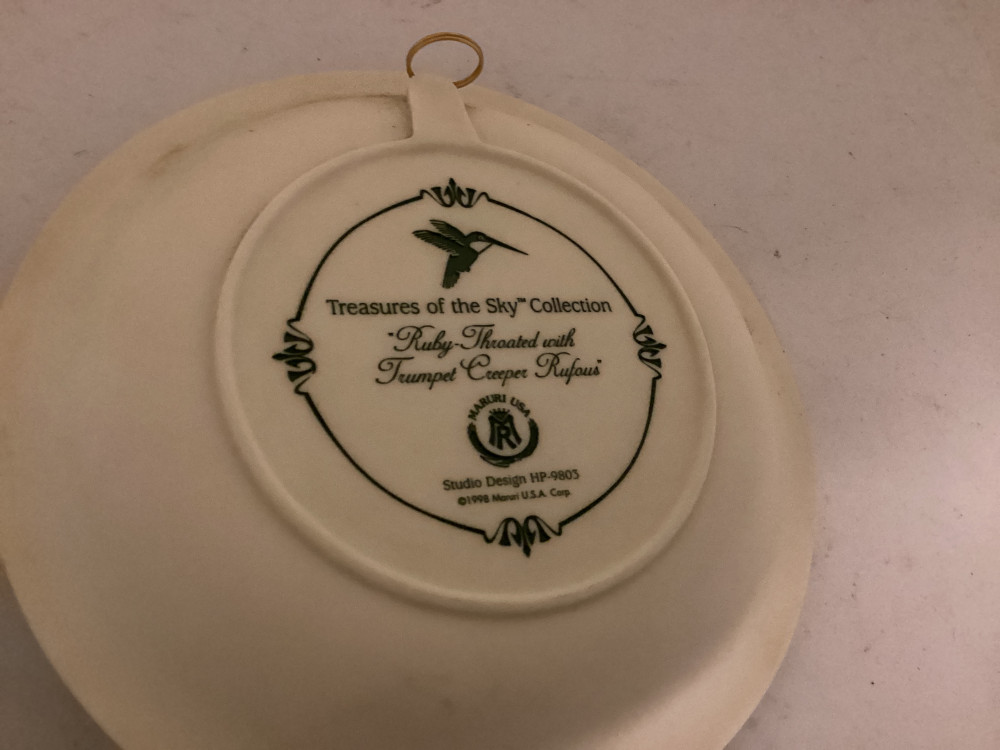 Treasures of the Sky™ Collection
"Ruby-Throated with
Trumpet Creeper Rufous"
MARURI USA
MR
Studio Design HP-9803
©1998 Maruri U.S.A. Corp.